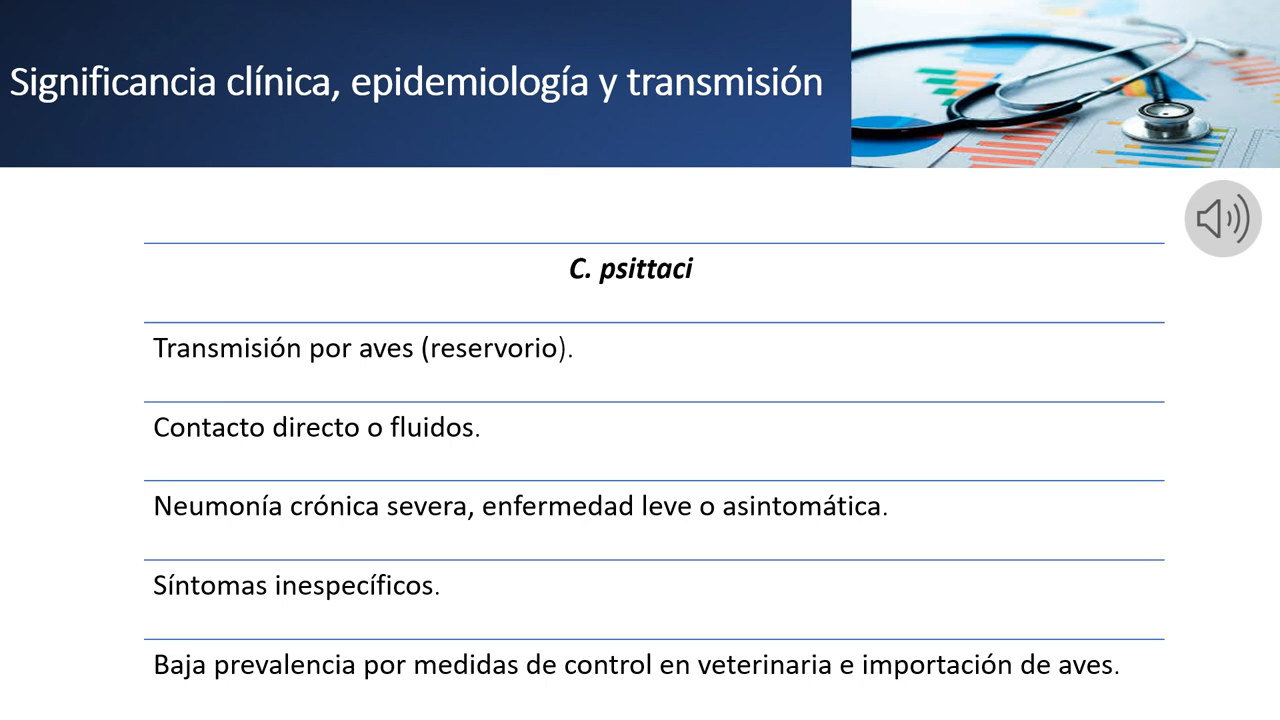 Significancia clínica, epidemiología y transmisión
C. psittaci
Transmisión por aves (reservorio).
Contacto directo o fluidos.
Neumonía crónica severa, enfermedad leve o asintomática.
Síntomas inespecíficos.
Baja prevalencia por medidas de control en veterinaria e importación de aves.